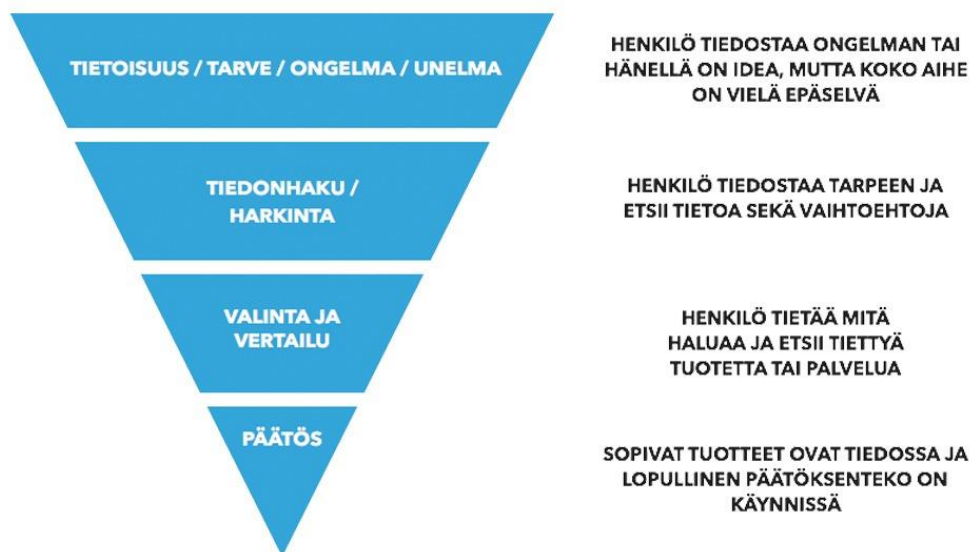 TIETOISUUS / TARVE / ONGELMA / UNELMA
HENKILÖ TIEDOSTAA ONGELMAN TAI
HÄNELLÄ ON IDEA, MUTTA KOKO AIHE
ON VIELÄ EPÄSELVÄ
TIEDONHAKU /
HARKINTA
HENKILÖ TIEDOSTAA TARPEEN JA
ETSII TIETOA SEKÄ VAIHTOEHTOJA
VALINTA JA
VERTAILU
HENKILÖ TIETÄÄ MITÄ
HALUAA JA ETSII TIETTYÄ
TUOTETTA TAI PALVELUA
PÄÄTÖS
SOPIVAT TUOTTEET OVAT TIEDOSSA JA
LOPULLINEN PÄÄTÖKSENTEKO ON
KÄYNNISSÄ